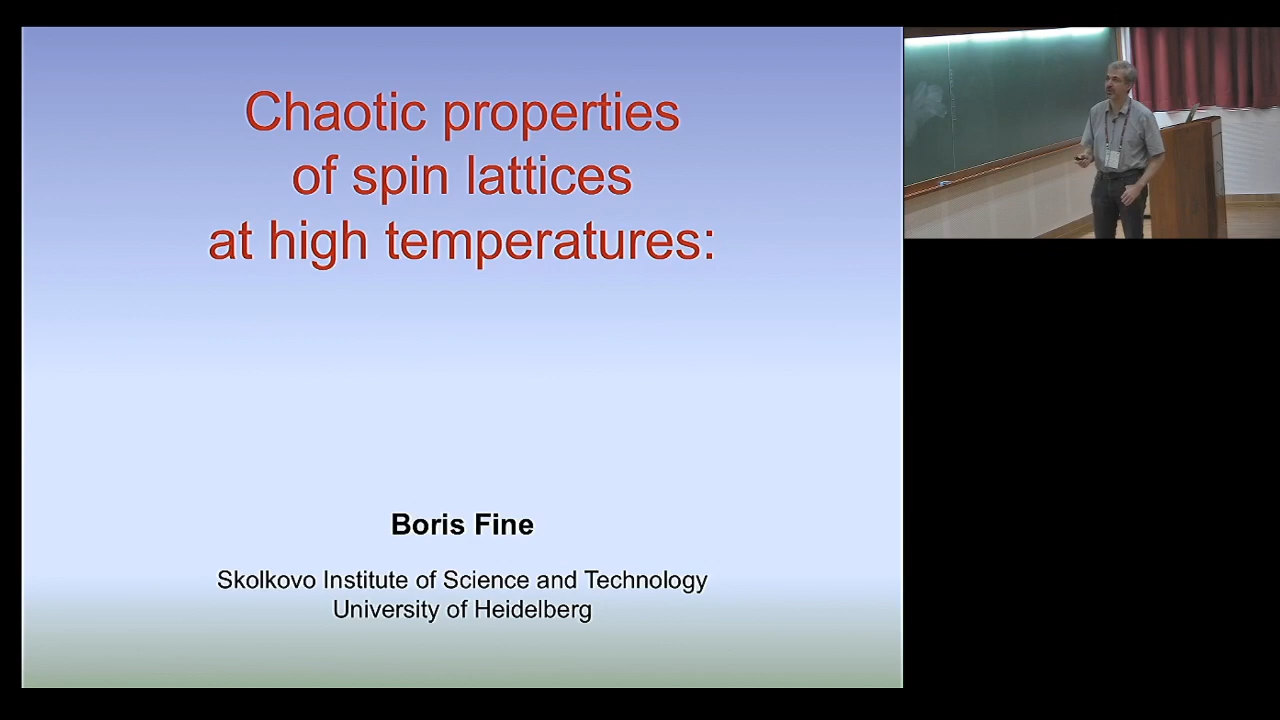 Chaotic properties
of spin lattices
at high temperatures:
Boris Fine
Skolkovo Institute of Science and Technology
University of Heidelberg